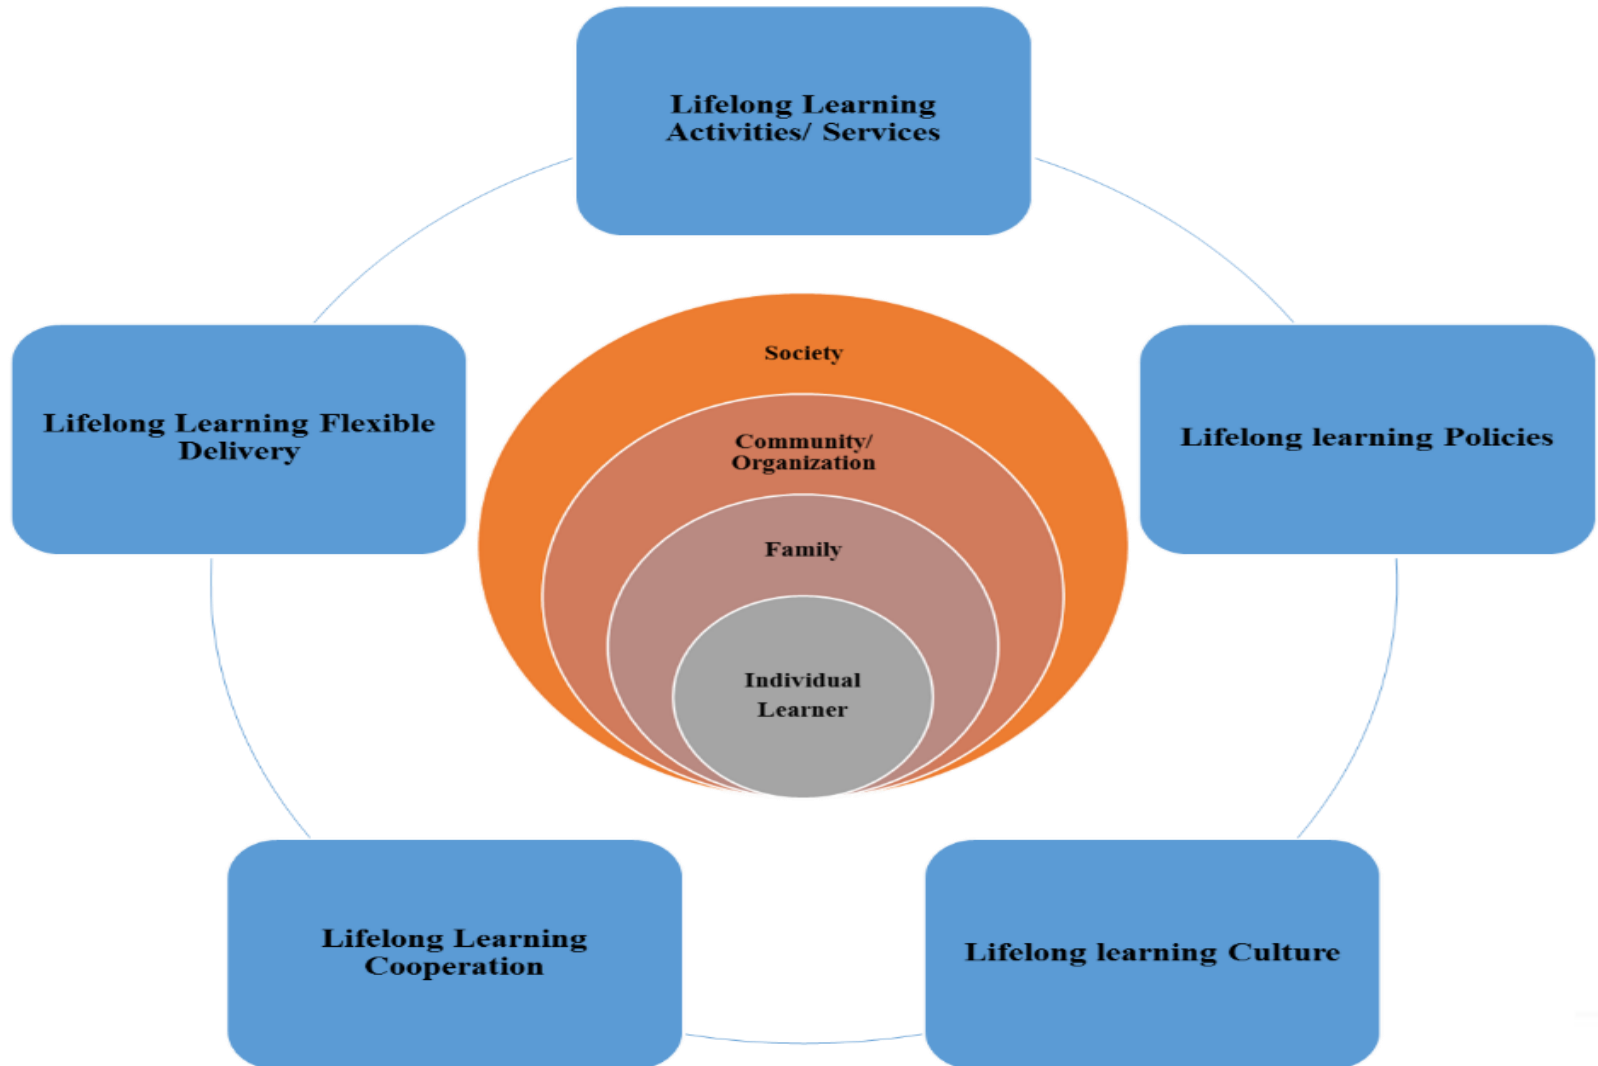 Lifelong Learning
Activities/ Services
Society
Community/
Organization
Family
Individual
Learner
Lifelong Learning Flexible
Delivery
Lifelong learning Policies
Lifelong Learning
Cooperation
Lifelong learning Culture